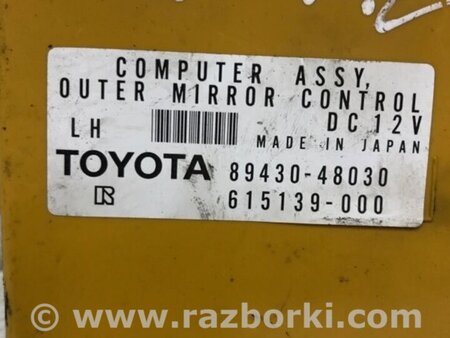 COMPUTER ASSY,
OUTER MIRROR CONTROL
LH DC 12V
MADE IN JAPAN
TOYOTA 89430-48030
R 615139-000
© www.razborki.com